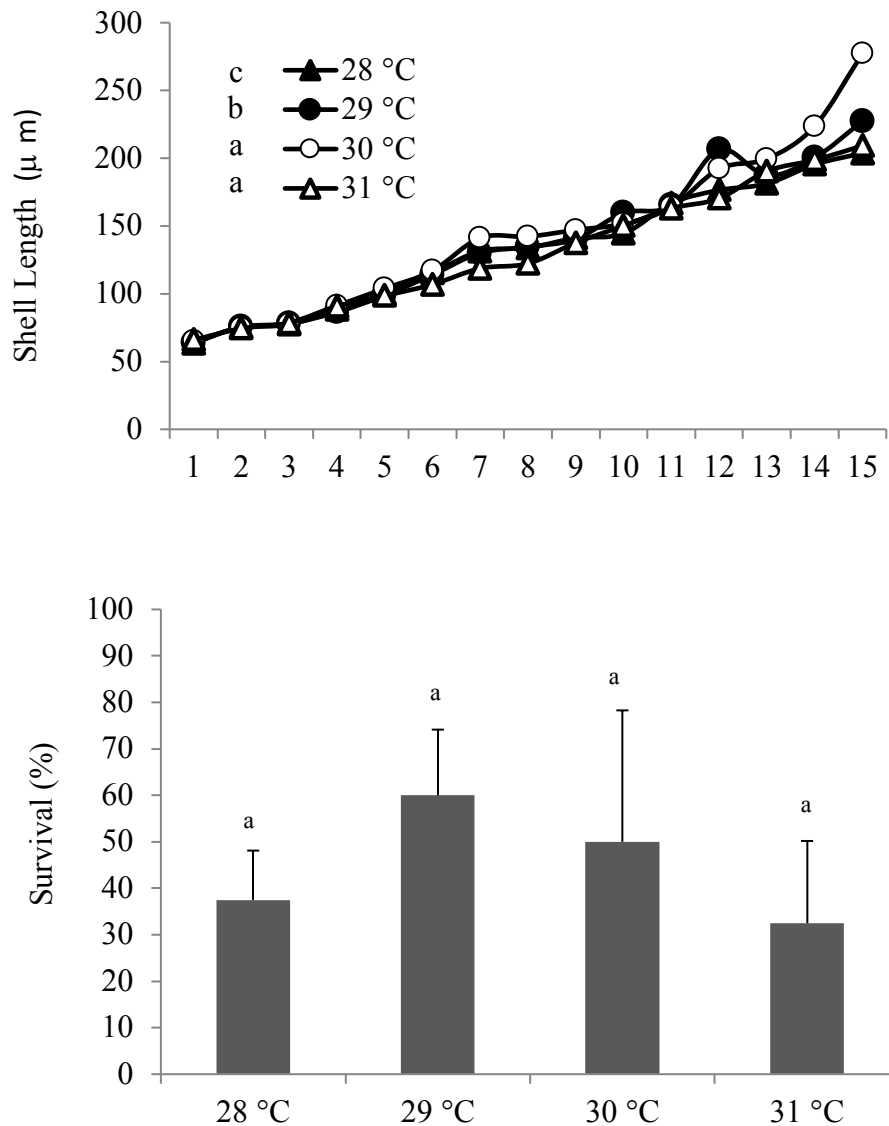 300
250
200
150
100
50
0
Shell Length (μ m)
c 28 °C
b 29 °C
a 30 °C
a 31 °C
1 2 3 4 5 6 7 8 9 10 11 12 13 14 15
100
90
80
70
60
50
40
30
20
10
0
Survival (%)
a
a
a
a
28 °C 29 °C 30 °C 31 °C